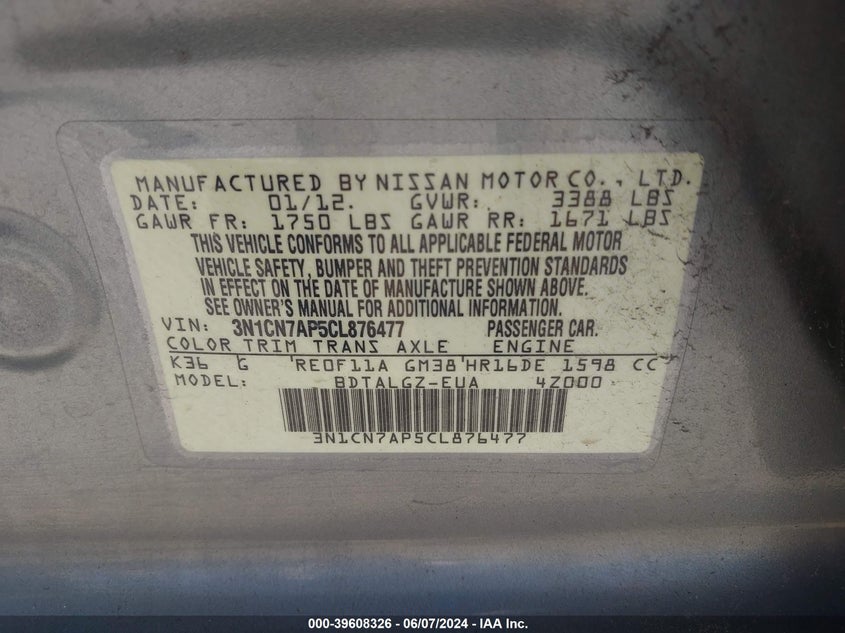 MANUFACTURED BY NISSAN MOTOR CO., LTD.
DATE: 01/12. GVWR: 3388 LBS
GAWR FR: 1750 LBS GAWR RR: 1671 LBS
THIS VEHICLE CONFORMS TO ALL APPLICABLE FEDERAL MOTOR
VEHICLE SAFETY, BUMPER AND THEFT PREVENTION STANDARDS
IN EFFECT ON THE DATE OF MANUFACTURE SHOWN ABOVE.
SEE OWNER'S MANUAL FOR ADDITIONAL INFORMATION.
VIN: 3N1CN7AP5CL876477 PASSENGER CAR.
COLOR TRIM TRANS AXLE ENGINE
K36 G 'RE0F11A GM38'HR16DE 1598 CC
MODEL: BDTALGZ-EUA 4Z000
3N1CN7AP5CL876477
000-39608326 - 06/07/2024 - IAA Inc.